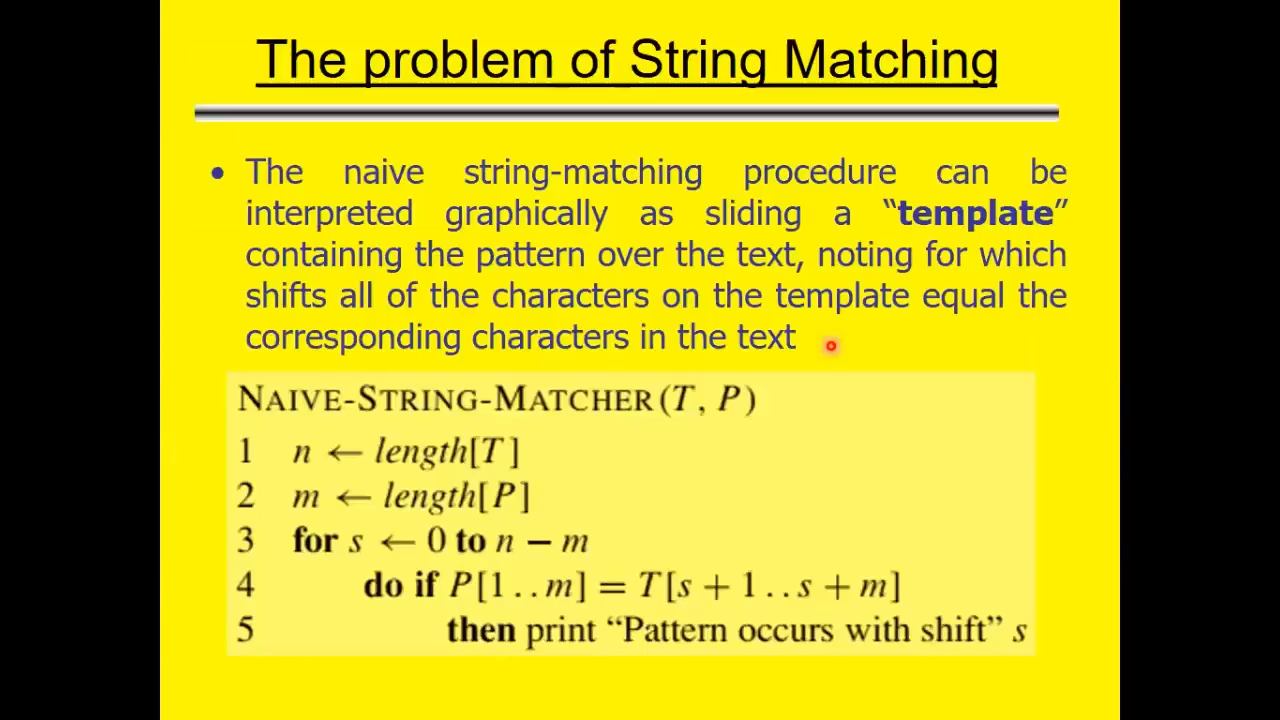 The problem of String Matching
• The naive string-matching procedure can be
interpreted graphically as sliding a “template”
containing the pattern over the text, noting for which
shifts all of the characters on the template equal the
corresponding characters in the text
NAIVE-STRING-MATCHER(T, P)
1 n ← length[T]
2 m ← length[P]
3 for s ← 0 to n − m
4 do if P[1 . . m] = T[s + 1 . . s + m]
5 then print “Pattern occurs with shift” s